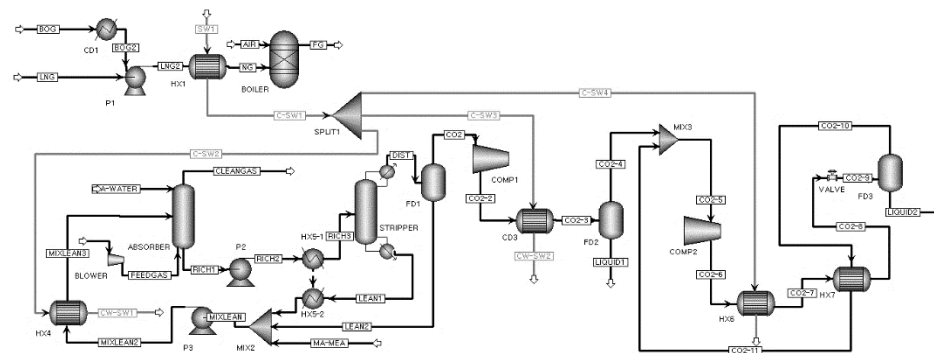 BOG
CD1
BOG2
LNG
P1
LNG2
SW1
HX1
NG
AIR
FG
BOILER
C-SW1
SPLIT1
C-SW2
C-SW3
C-SW4
CLEANGAS
A-WATER
ABSORBER
MIXLEAN3
BLOWER
FEEDGAS
RICH1
P2
RICH2
HX5-1
RICH3
STRIPPER
DIST
FD1
CO2
COMP1
CO2-2
CD3
CW-SW2
CO2-3
FD2
LIQUID1
CO2-4
MIX3
CO2-5
COMP2
CO2-6
HX6
CO2-7
HX7
CO2-8
VALVE
CO2-9
CO2-10
FD3
LIQUID2
CO2-11
HX5-2
LEAN1
LEAN2
MA-MEA
MIX2
MIXLEAN
P3
MIXLEAN2
HX4
CW-SW1